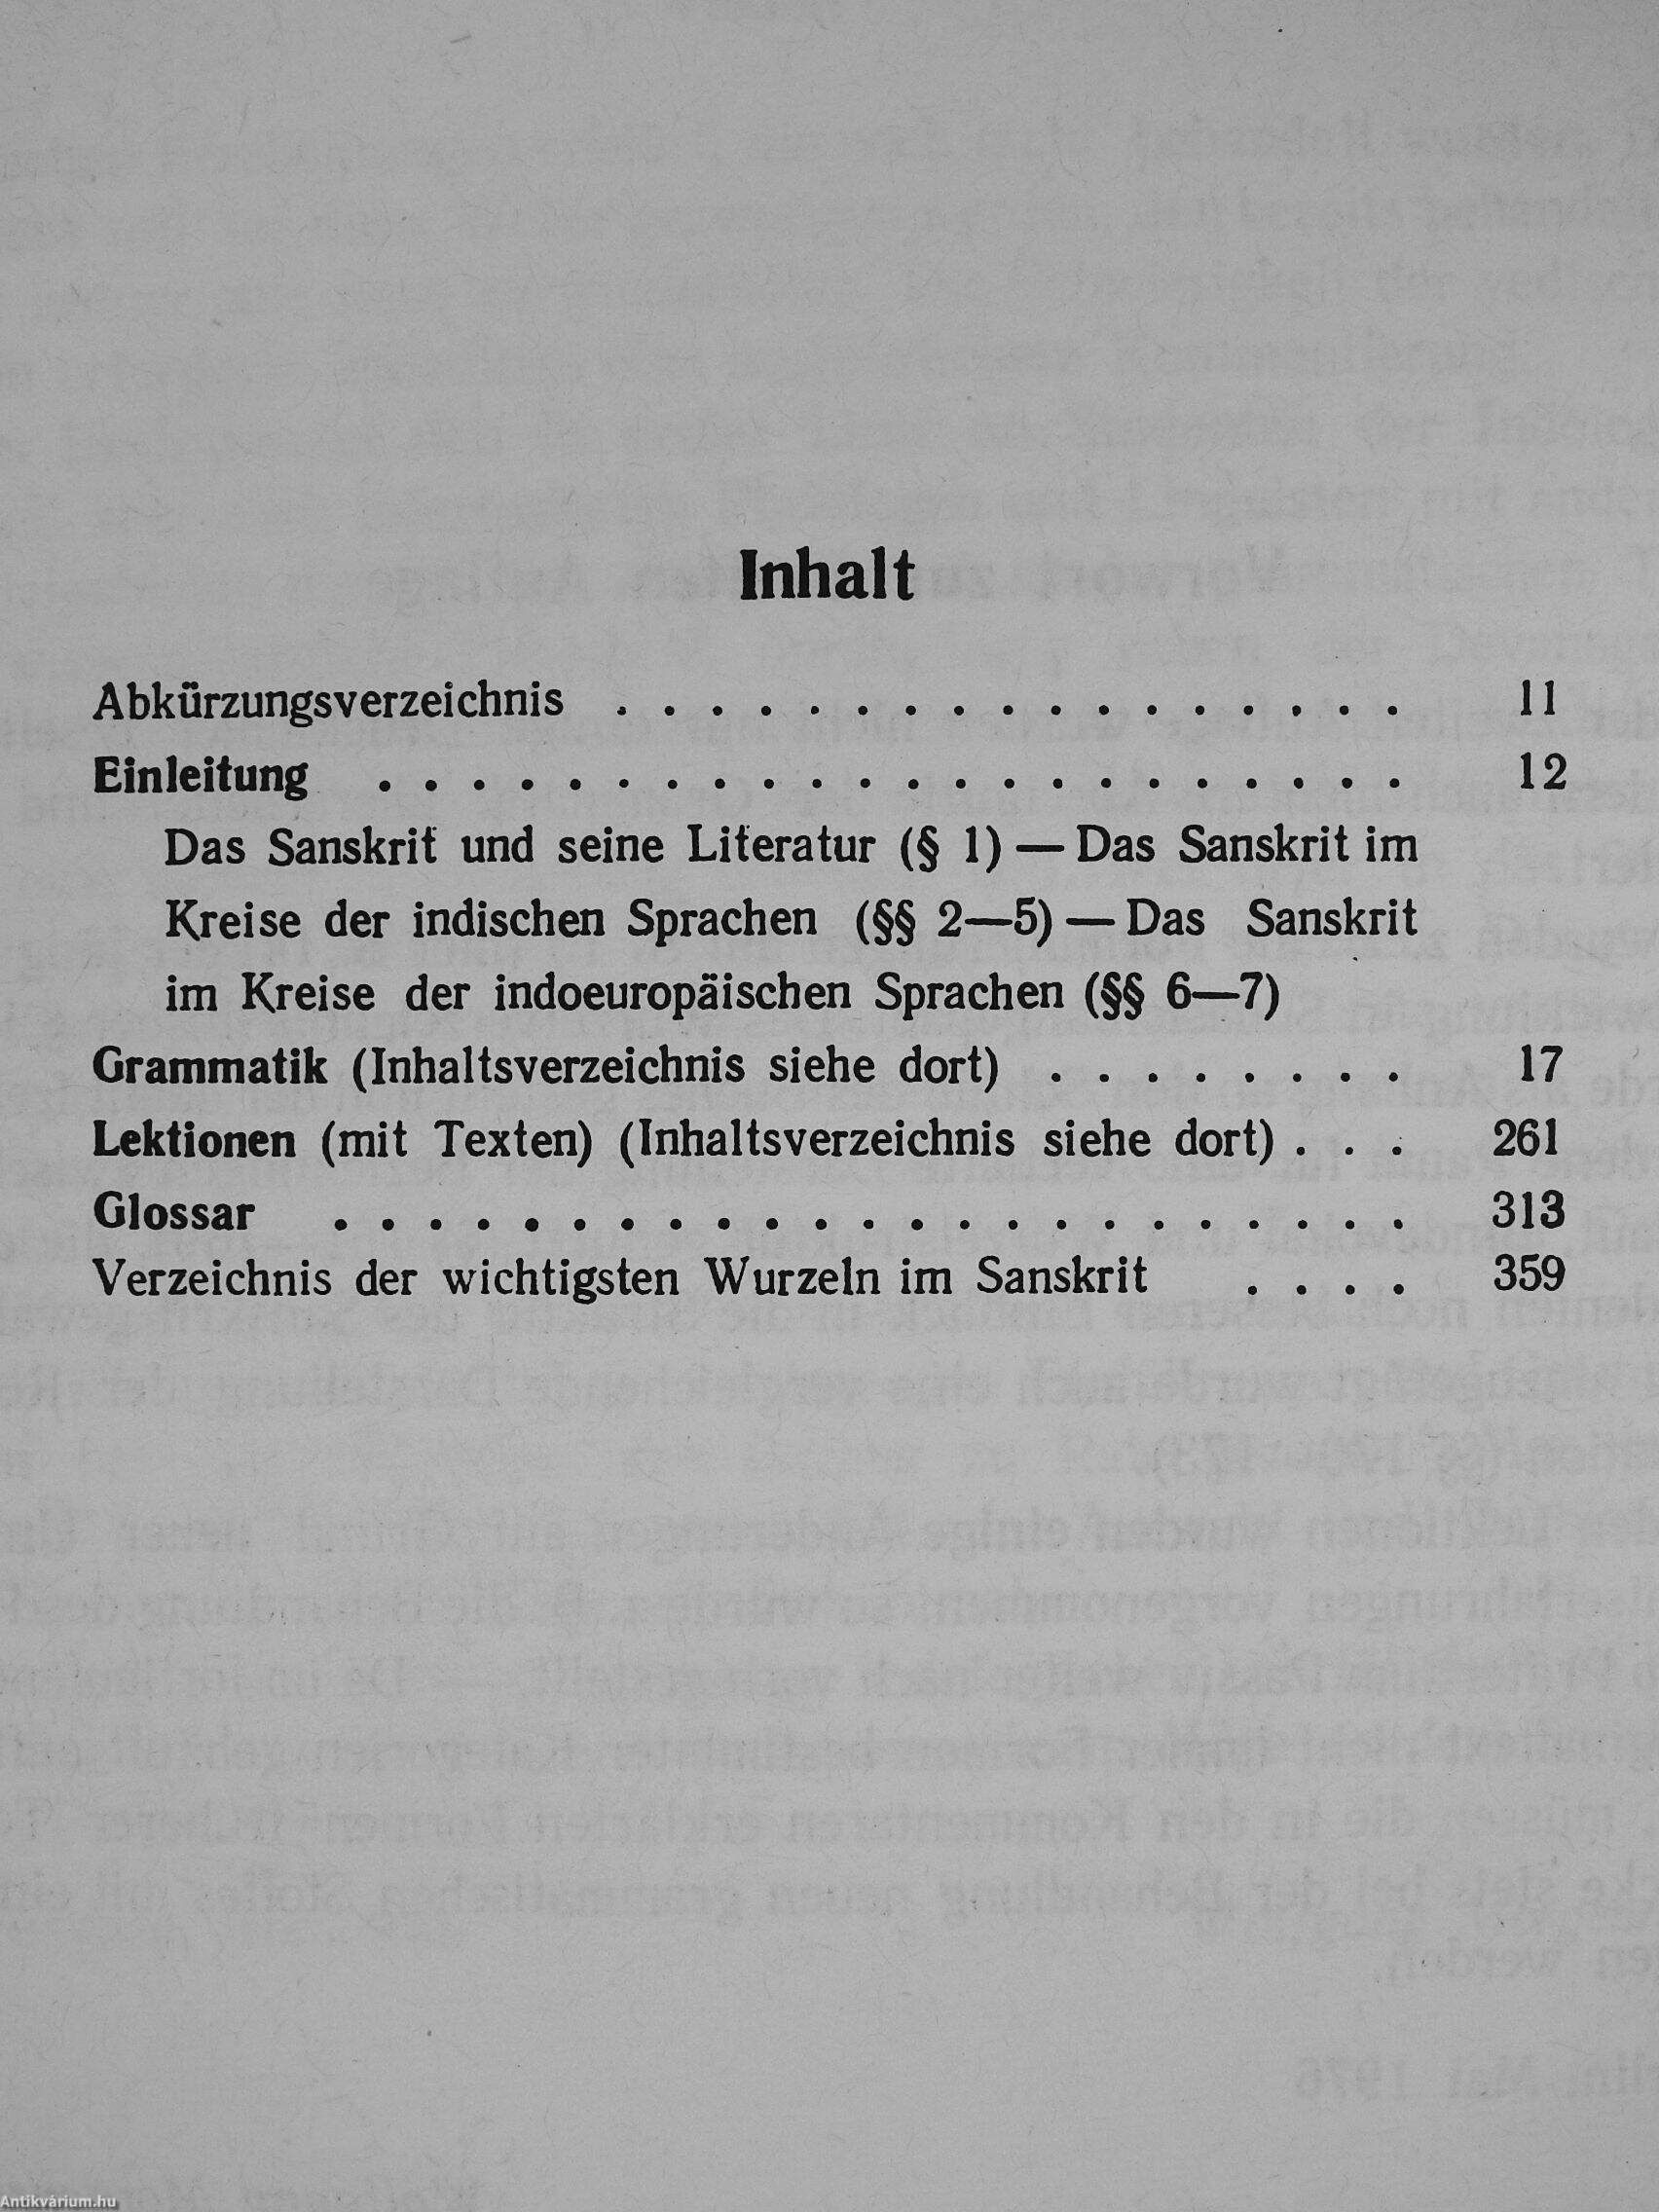 Inhalt
Abkürzungsverzeichnis . . . . . . . . . . . . . . . . . 11
Einleitung . . . . . . . . . . . . . . . . . . . . . . 12
Das Sanskrit und seine Literatur (§ 1) — Das Sanskrit im
Kreise der indischen Sprachen (§§ 2—5) — Das Sanskrit
im Kreise der indoeuropäischen Sprachen (§§ 6—7)
Grammatik (Inhaltsverzeichnis siehe dort) . . . . . . . . 17
Lektionen (mit Texten) (Inhaltsverzeichnis siehe dort) . . . 261
Glossar . . . . . . . . . . . . . . . . . . . . . . . 313
Verzeichnis der wichtigsten Wurzeln im Sanskrit . . . . 359
Antikvárium.hu